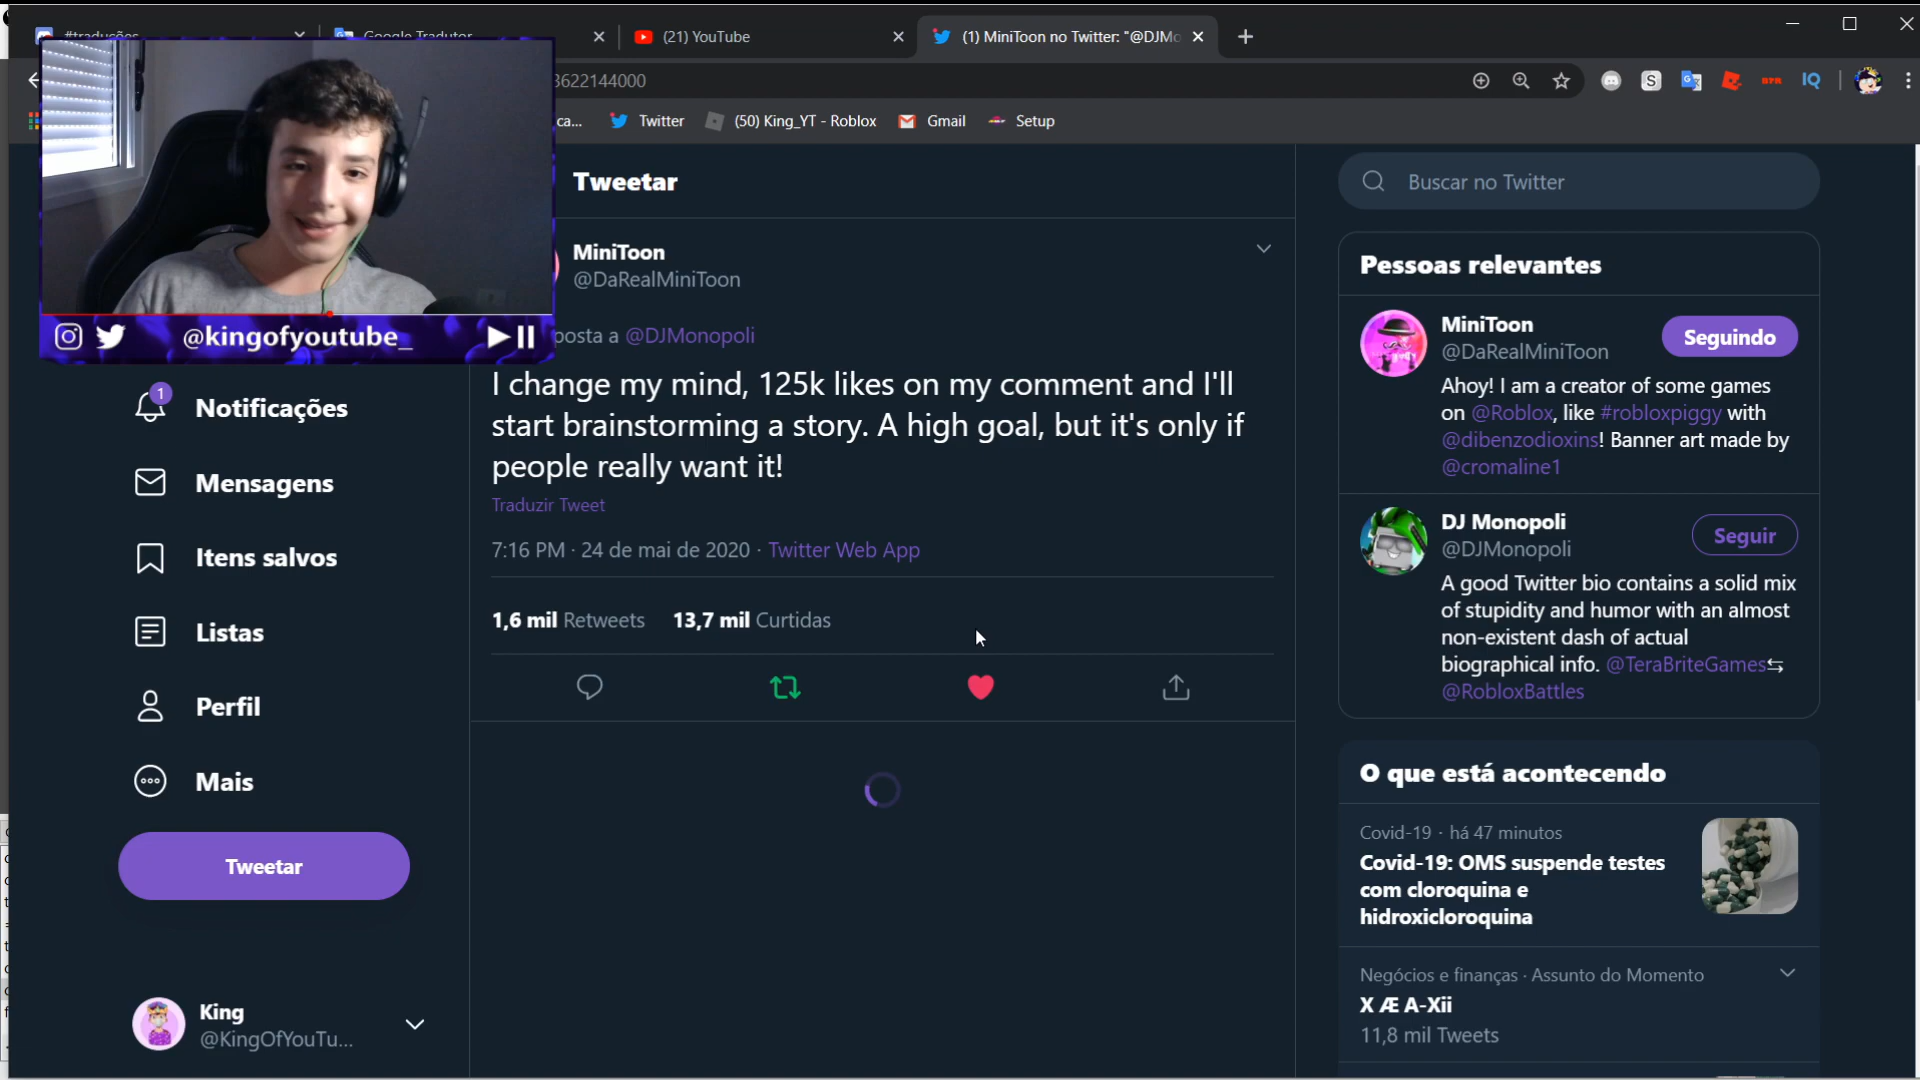 #traduções
Google Tradutor
(21) YouTube
(1) MiniToon no Twitter: "@DJMo
3622144000
ca...
Twitter
(50) King_YT - Roblox
Gmail
Setup
@kingofyoutube_
1
Notificações
Mensagens
Itens salvos
Listas
Perfil
Mais
Tweetar
King
@KingOfYouTu...
Tweetar
MiniToon
@DaRealMiniToon
posta a @DJMonopoli
I change my mind, 125k likes on my comment and I'll
start brainstorming a story. A high goal, but it's only if
people really want it!
Traduzir Tweet
7:16 PM · 24 de mai de 2020 · Twitter Web App
1,6 mil Retweets 13,7 mil Curtidas
Buscar no Twitter
Pessoas relevantes
MiniToon
@DaRealMiniToon
Seguindo
Ahoy! I am a creator of some games
on @Roblox, like #robloxpiggy with
@dibenzodioxins! Banner art made by
@cromaline1
DJ Monopoli
@DJMonopoli
Seguir
A good Twitter bio contains a solid mix
of stupidity and humor with an almost
non-existent dash of actual
biographical info. @TeraBriteGames⇆
@RobloxBattles
O que está acontecendo
Covid-19 · há 47 minutos
Covid-19: OMS suspende testes
com cloroquina e
hidroxicloroquina
Negócios e finanças · Assunto do Momento
X Æ A-Xii
11,8 mil Tweets